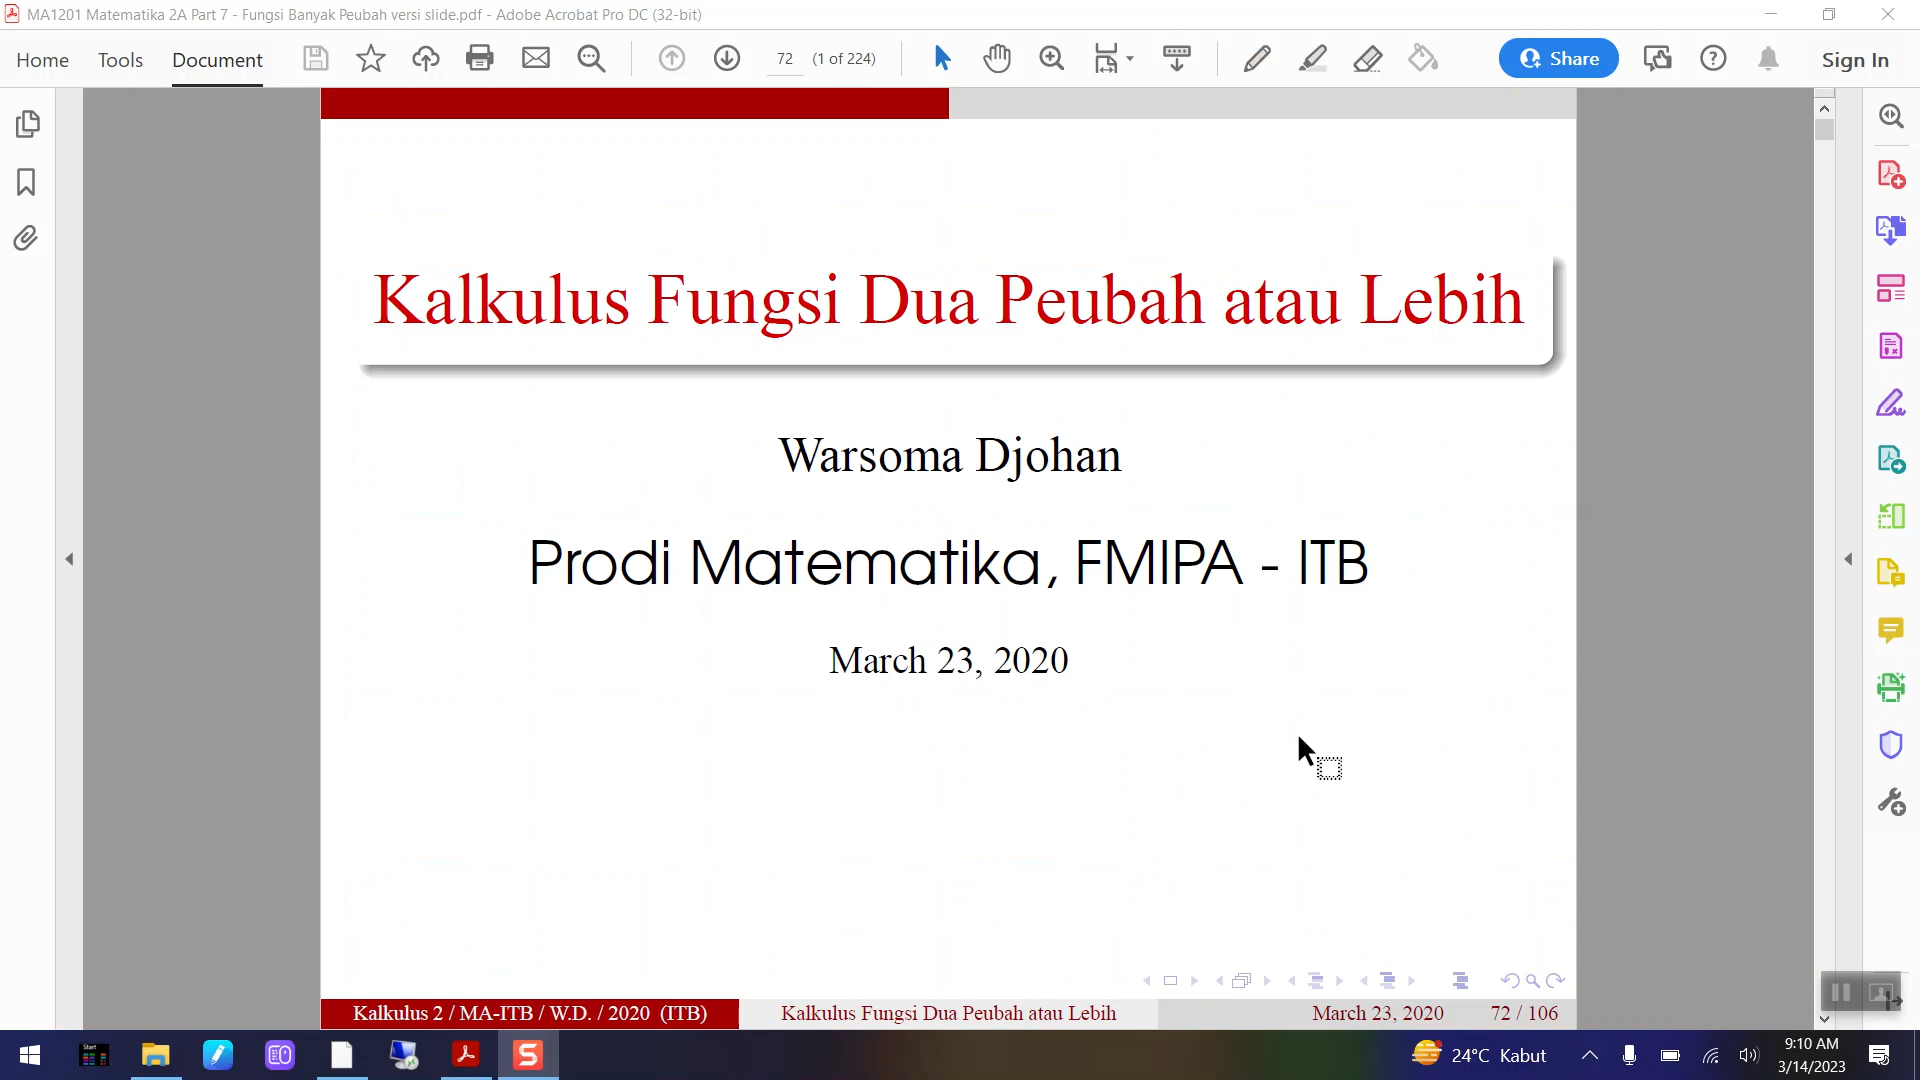 MA1201 Matematika 2A Part 7 - Fungsi Banyak Peubah versi slide.pdf - Adobe Acrobat Pro DC (32-bit)
Home Tools Document 72 (1 of 224) Share Sign In
Kalkulus Fungsi Dua Peubah atau Lebih
Warsoma Djohan
Prodi Matematika, FMIPA - ITB
March 23, 2020
Kalkulus 2 / MA-ITB / W.D. / 2020 (ITB) Kalkulus Fungsi Dua Peubah atau Lebih March 23, 2020 72 / 106
Start 24°C Kabut 9:10 AM
3/14/2023